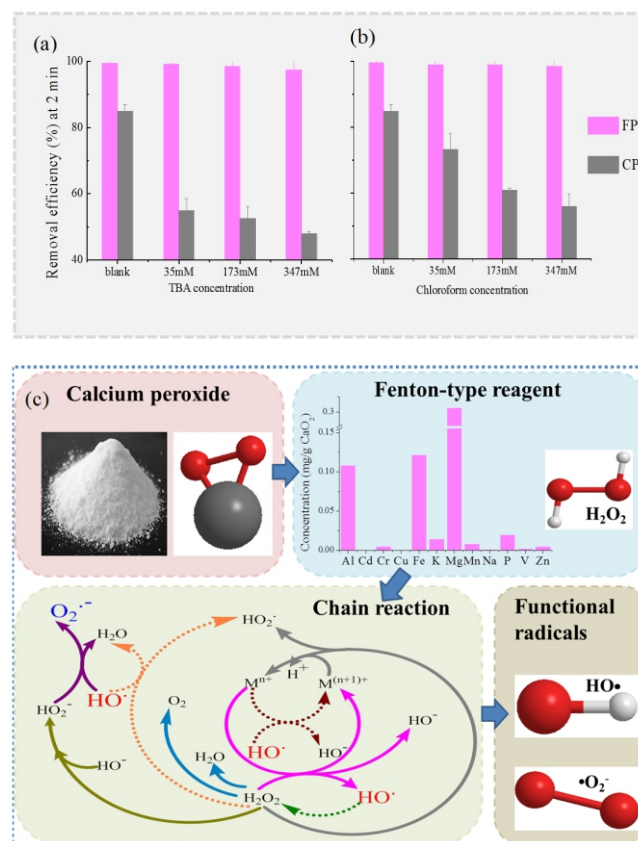 (a)
(b)
Removal efficiency (%) at 2 min
100
80
60
40
blank
35mM
173mM
347mM
TBA concentration
blank
35mM
173mM
347mM
Chloroform concentration
FP
CP
(c)
Calcium peroxide
Fenton-type reagent
Concentration (mg/g CaO₂)
0.3
0.10
0.05
0.00
Al Cd Cr Cu Fe K Mg Mn Na P V Zn
H₂O₂
Chain reaction
O₂·⁻
H₂O
HO₂·
HO₂⁻
HO·
HO⁻
O₂
H₂O
H₂O₂
Mⁿ⁺
H⁺
M⁽ⁿ⁺¹⁾⁺
HO·
HO⁻
HO⁻
HO·
Functional
radicals
HO•
•O₂⁻